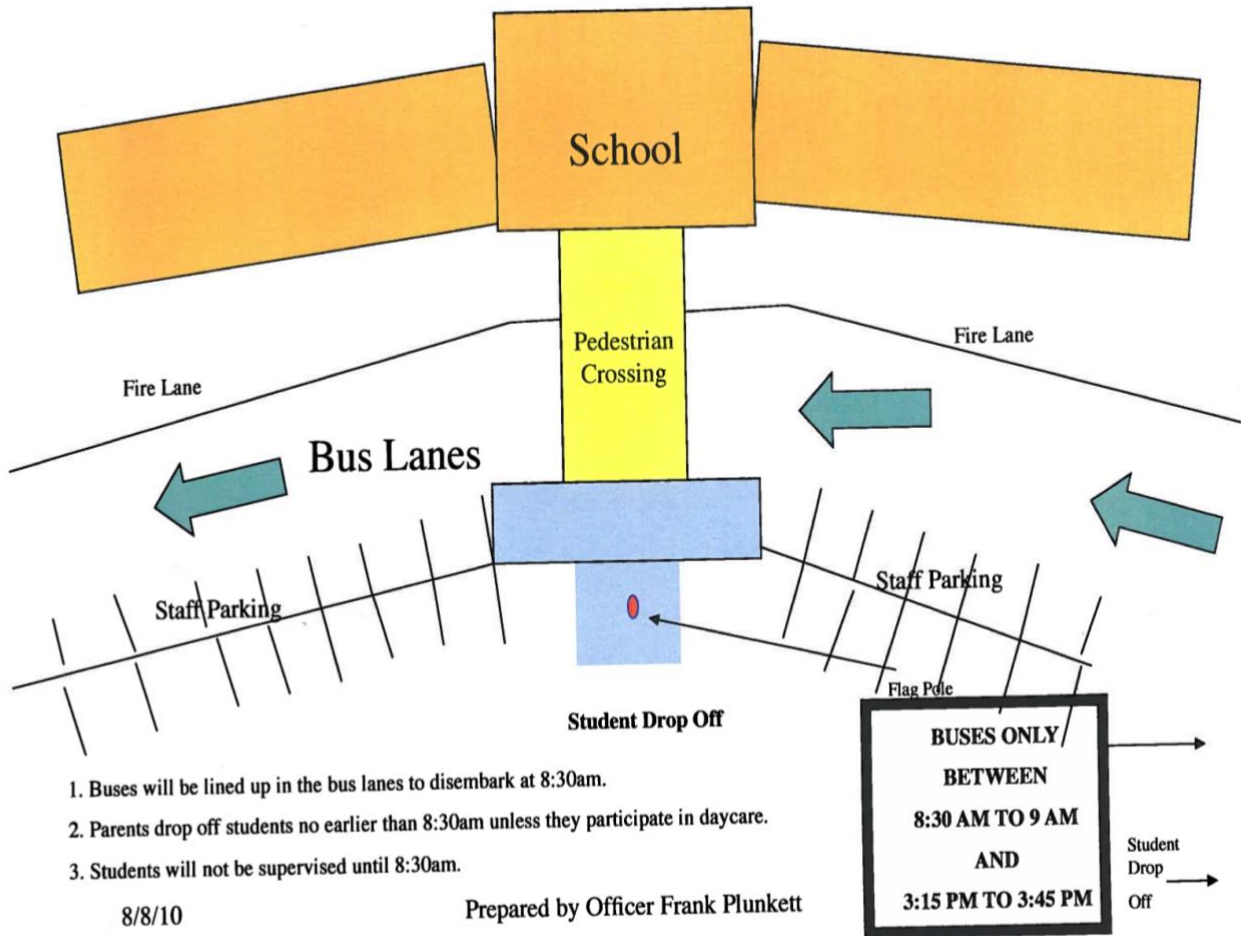 School
Pedestrian
Crossing
Fire Lane
Fire Lane
Bus Lanes
Staff Parking
Staff Parking
Flag Pole
Student Drop Off
BUSES ONLY
BETWEEN
8:30 AM TO 9 AM
AND
3:15 PM TO 3:45 PM
Student
Drop
Off
1. Buses will be lined up in the bus lanes to disembark at 8:30am.
2. Parents drop off students no earlier than 8:30am unless they participate in daycare.
3. Students will not be supervised until 8:30am.
8/8/10
Prepared by Officer Frank Plunkett